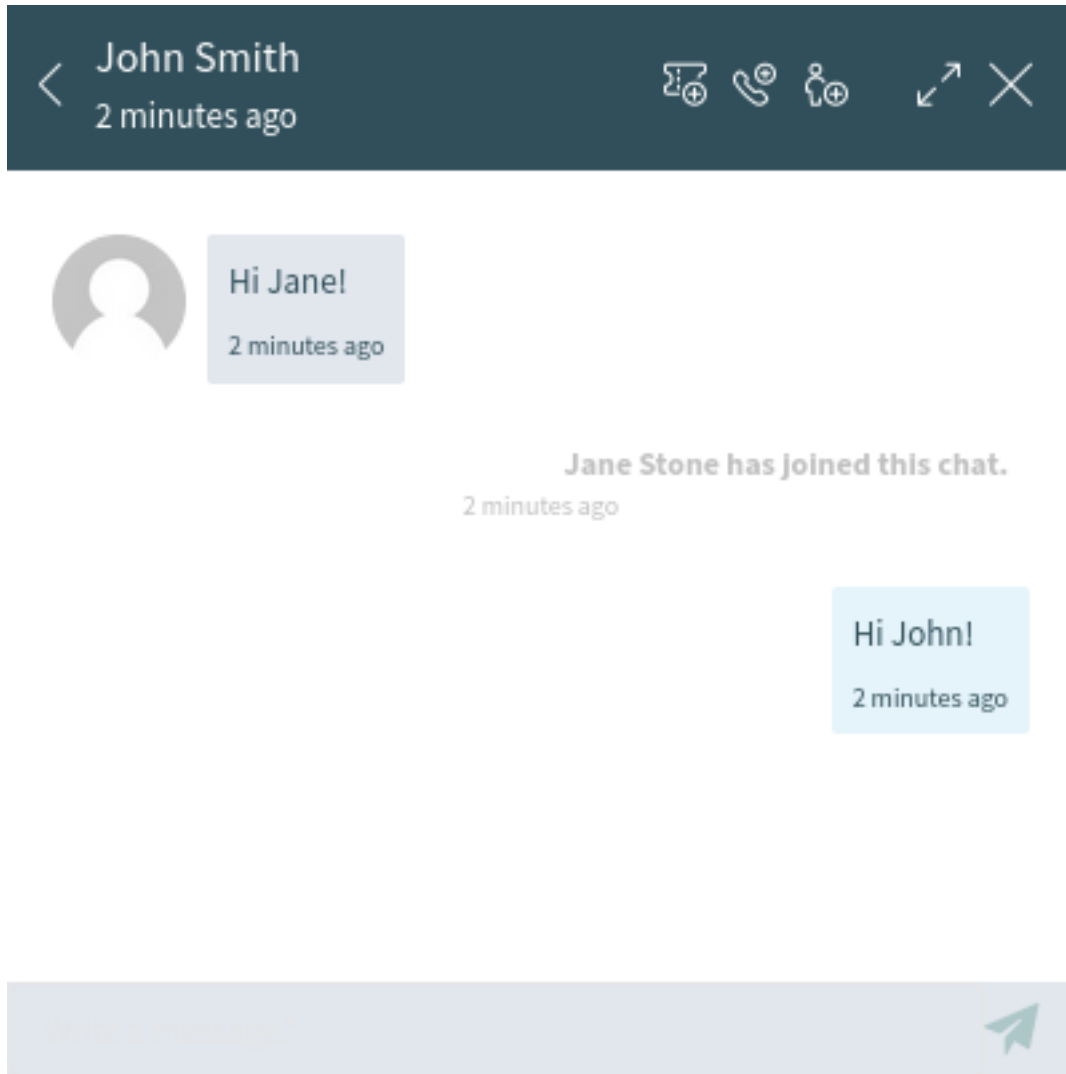 John Smith
2 minutes ago
Hi Jane!
2 minutes ago
Jane Stone has joined this chat.
2 minutes ago
Hi John!
2 minutes ago